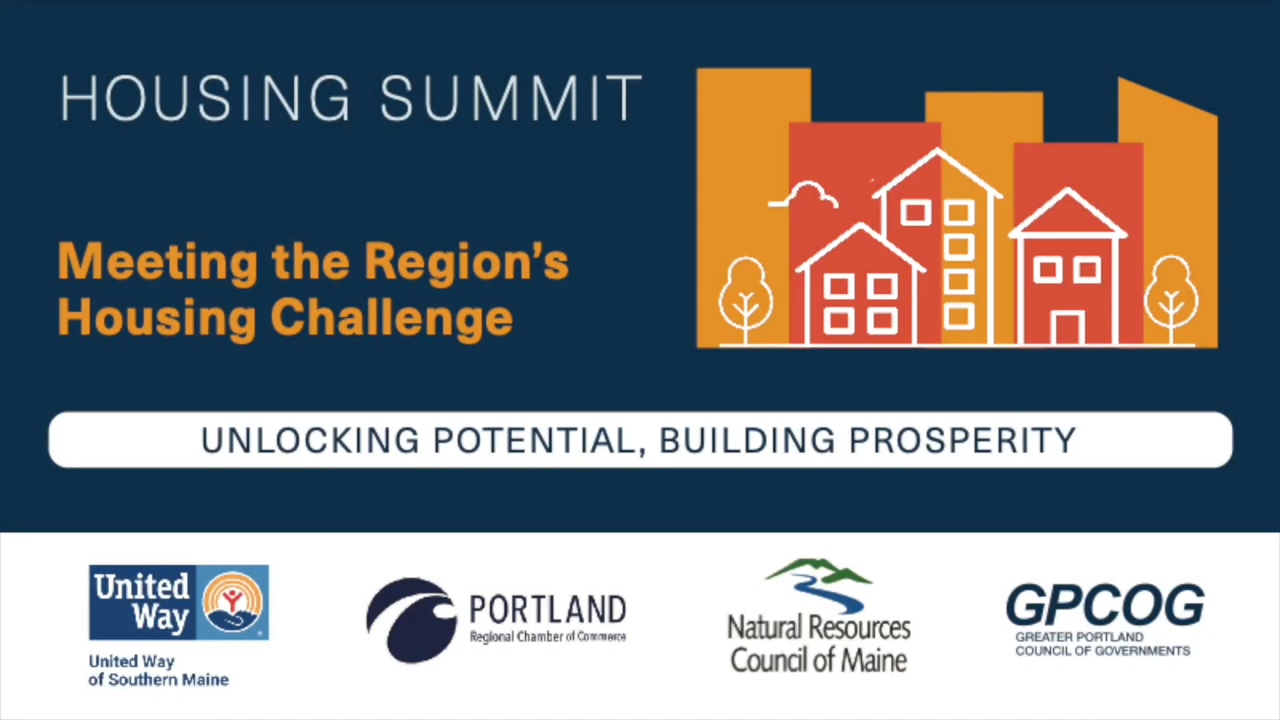 HOUSING SUMMIT
Meeting the Region's
Housing Challenge
UNLOCKING POTENTIAL, BUILDING PROSPERITY
United
Way
United Way
of Southern Maine
PORTLAND
Regional Chamber of Commerce
Natural Resources
Council of Maine
GPCOG
GREATER PORTLAND
COUNCIL OF GOVERNMENTS